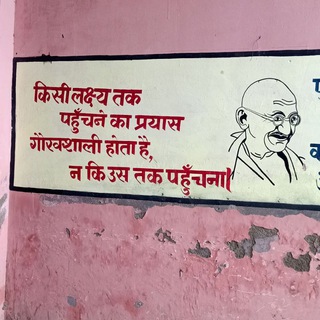 किसी लक्ष्य तक
पहुँचने का प्रयास
गौरवशाली होता है,
न कि उस तक पहुँचना।